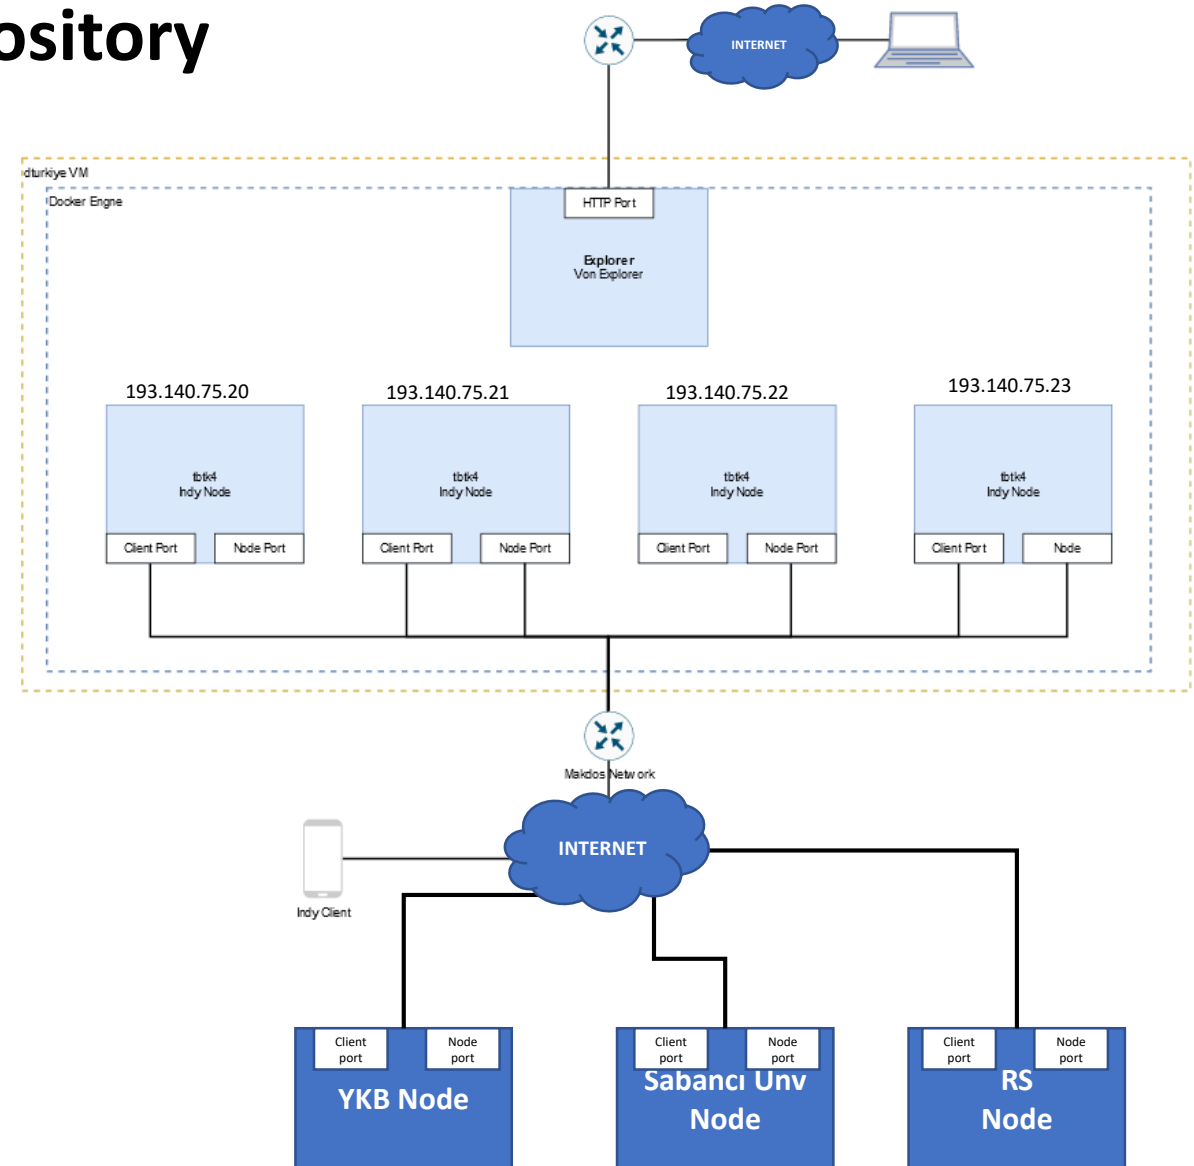 ository
INTERNET
dturkiye VM
Docker Engne
HTTP Port
Explorer
Von Explorer
193.140.75.20
193.140.75.21
193.140.75.22
193.140.75.23
tbtk4
Indy Node
tbtk4
Indy Node
tbtk4
Indy Node
tbtk4
Indy Node
Client Port
Node Port
Client Port
Node Port
Client Port
Node Port
Client Port
Node
Makdos Network
INTERNET
Indy Client
Client
port
Node
port
YKB Node
Client
port
Node
port
Sabancı Unv
Node
Client
port
Node
port
RS
Node